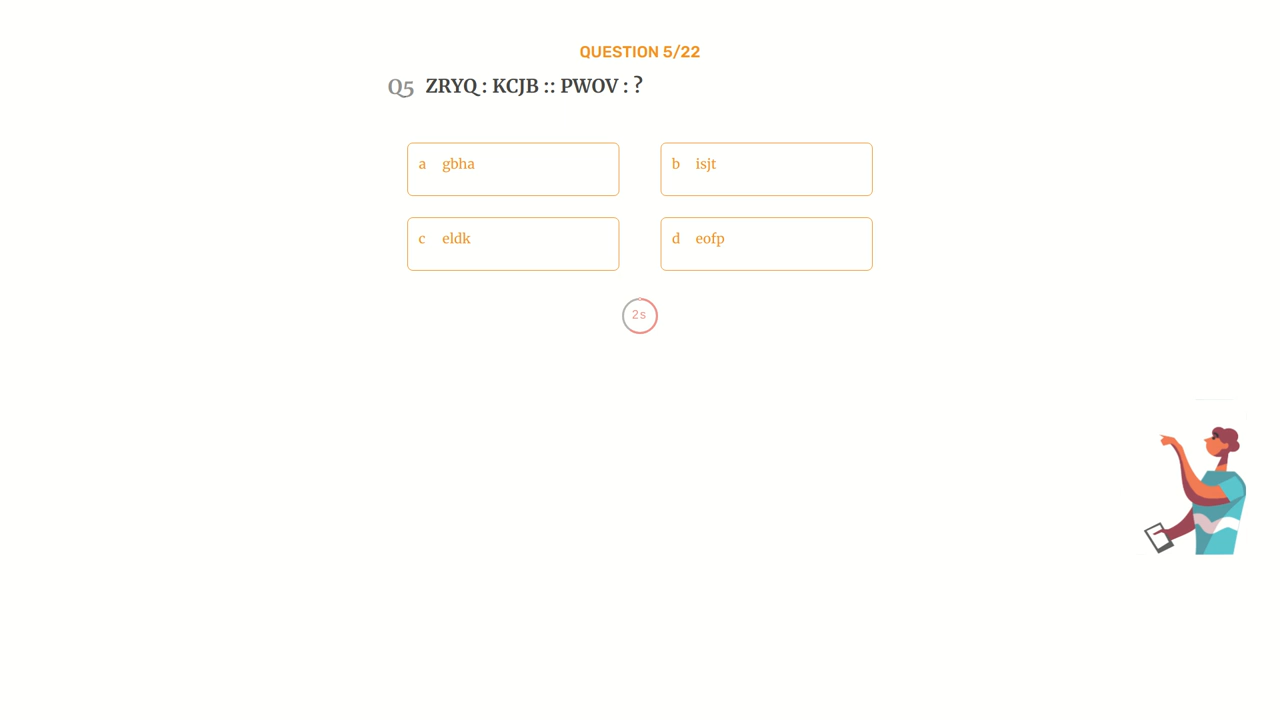 QUESTION 5/22
Q5 ZRYQ : KCJB :: PWOV : ?
a gbha
b isjt
c eldk
d eofp
2s